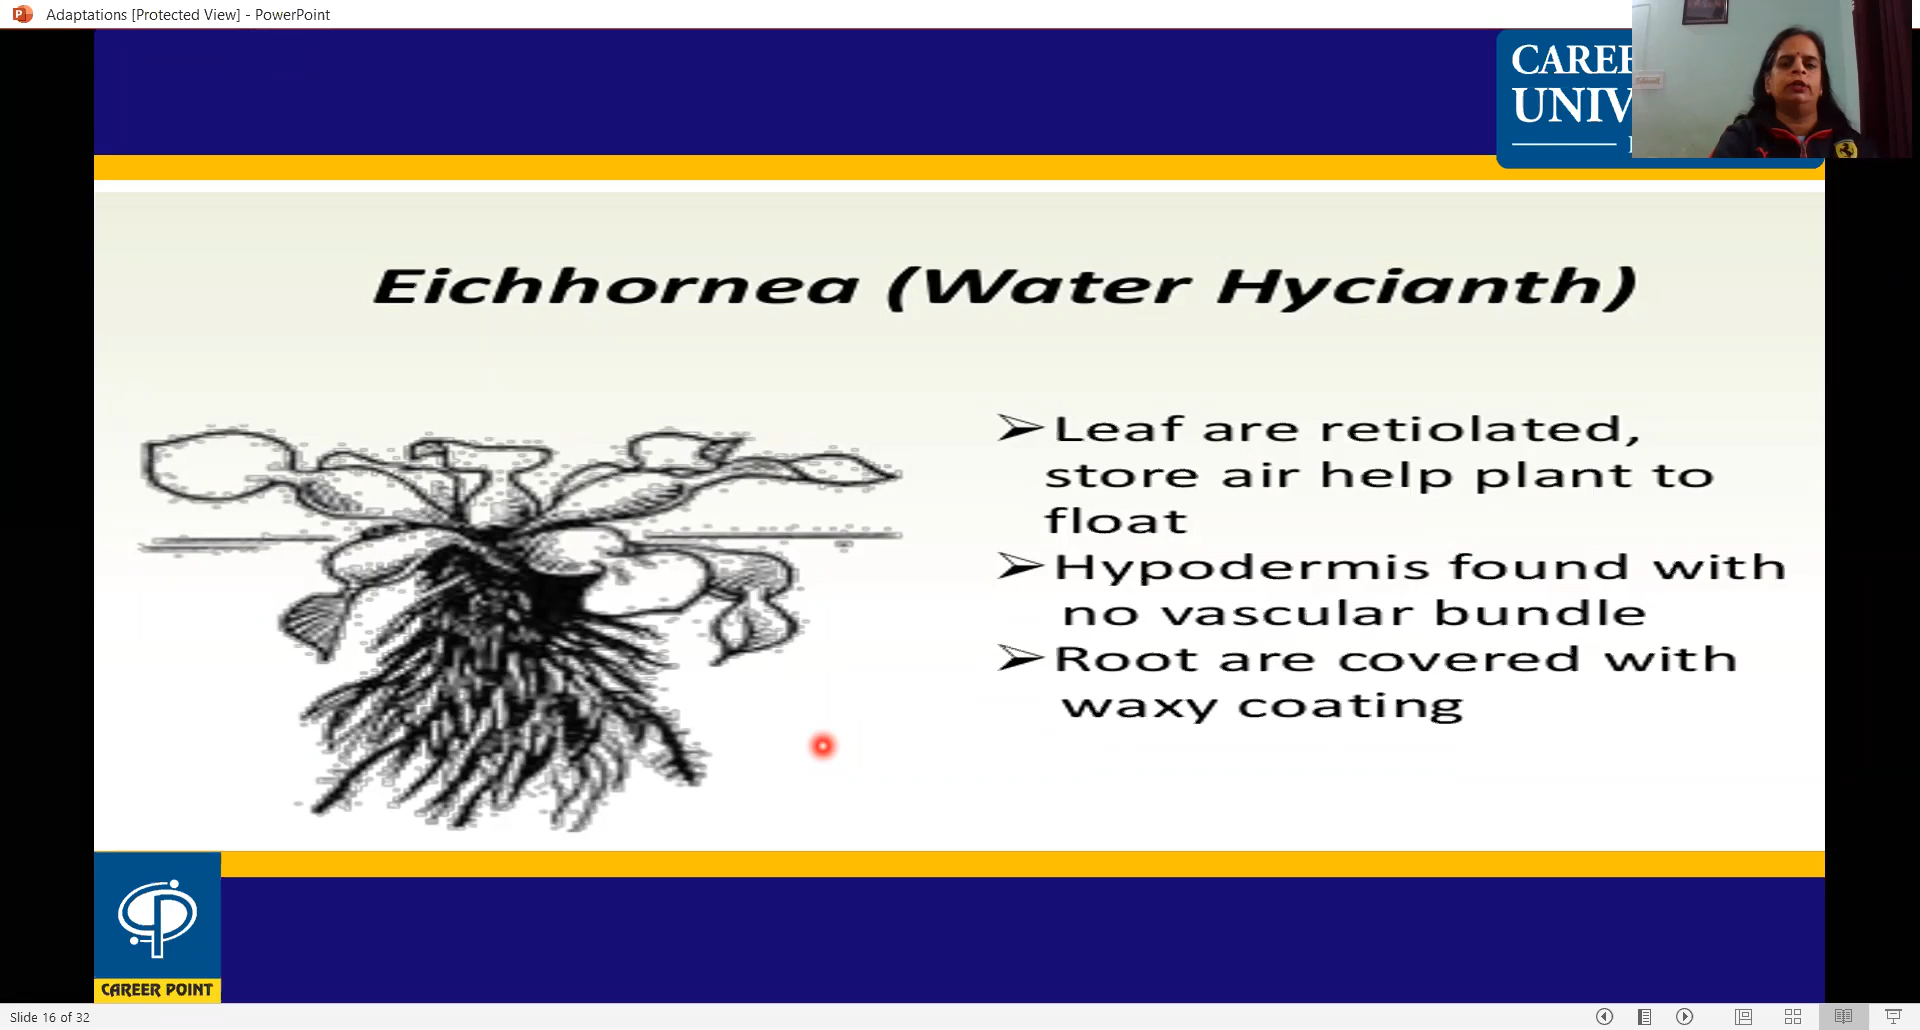 Adaptations [Protected View] - PowerPoint
CAREE
UNIV
Eichhornea (Water Hycianth)
➢Leaf are retiolated,
store air help plant to
float
➢Hypodermis found with
no vascular bundle
➢Root are covered with
waxy coating
CAREER POINT
Slide 16 of 32